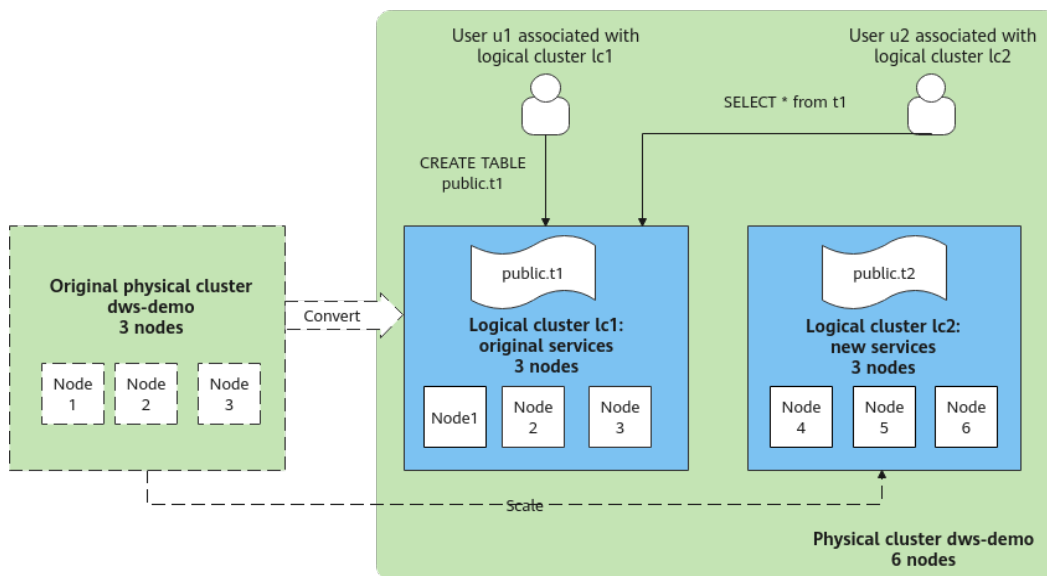 User u1 associated with
logical cluster lc1
User u2 associated with
logical cluster lc2
SELECT * from t1
CREATE TABLE
public.t1
Original physical cluster
dws-demo
3 nodes
Node
1
Node
2
Node
3
Convert
public.t1
Logical cluster lc1:
original services
3 nodes
Node1
Node
2
Node
3
public.t2
Logical cluster lc2:
new services
3 nodes
Node
4
Node
5
Node
6
Scale
Physical cluster dws-demo
6 nodes